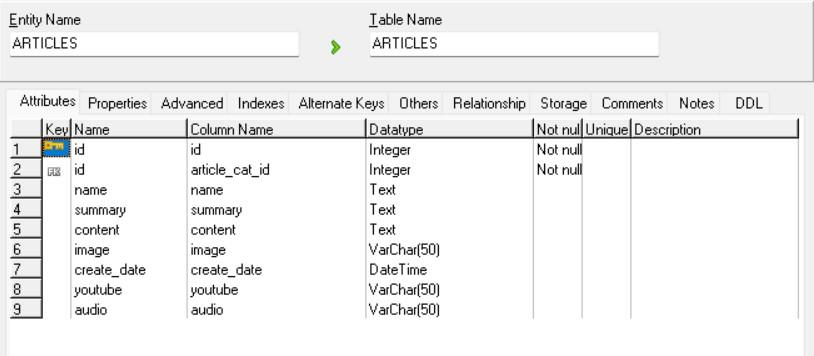 Entity Name Table Name
ARTICLES ARTICLES
Attributes Properties Advanced Indexes Alternate Keys Others Relationship Storage Comments Notes DDL
Key Name Column Name Datatype Not nul Unique Description
1 id id Integer Not null
2 FK id article_cat_id Integer Not null
3 name name Text
4 summary summary Text
5 content content Text
6 image image VarChar(50)
7 create_date create_date DateTime
8 youtube youtube VarChar(50)
9 audio audio VarChar(50)